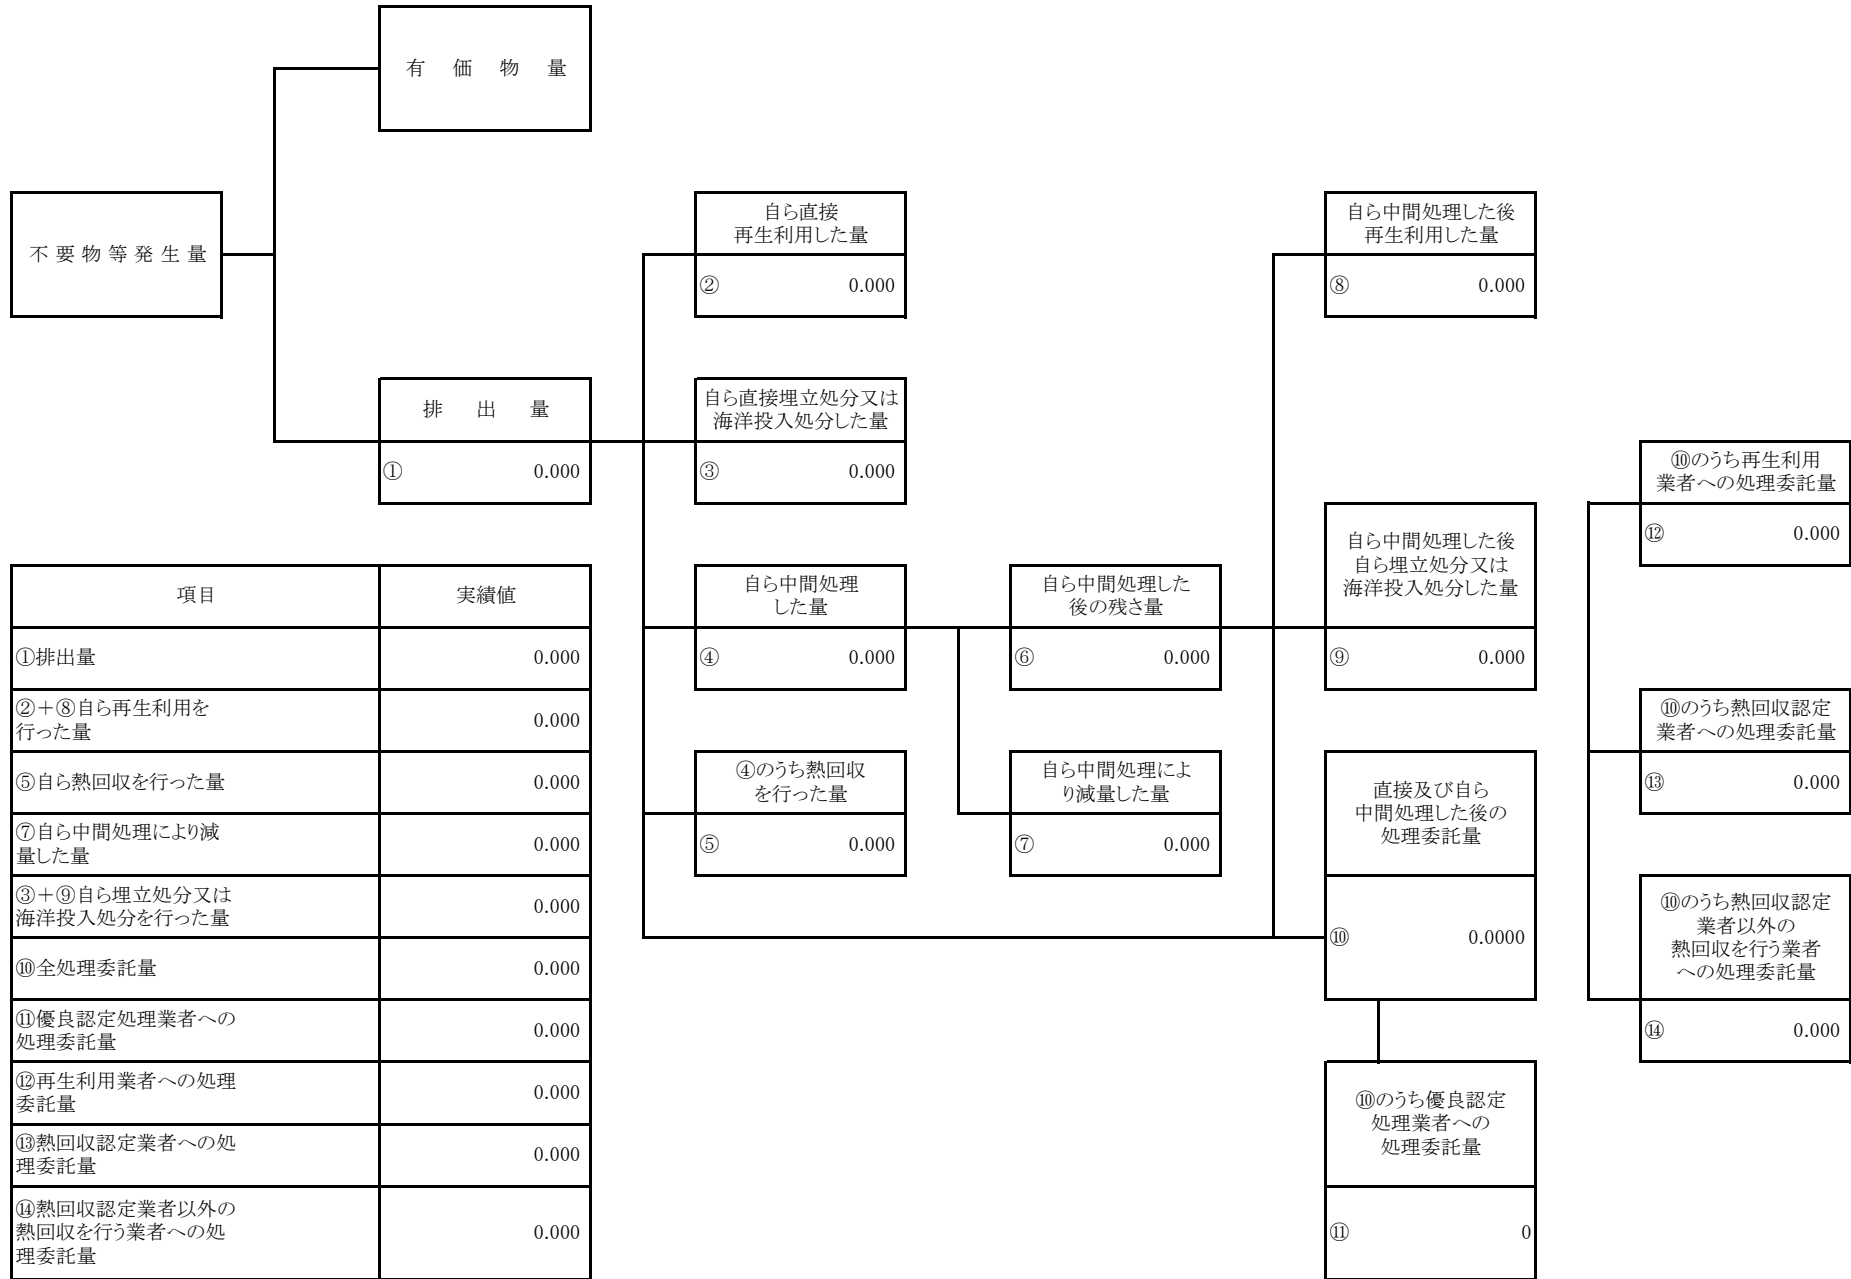 有価物量
不要物等発生量
排出量
① 0.000
自ら直接
再生利用した量
② 0.000
自ら直接埋立処分又は
海洋投入処分した量
③ 0.000
自ら中間処理
した量
④ 0.000
④のうち熱回収
を行った量
⑤ 0.000
自ら中間処理した
後の残さ量
⑥ 0.000
自ら中間処理によ
り減量した量
⑦ 0.000
自ら中間処理した後
再生利用した量
⑧ 0.000
自ら中間処理した後
自ら埋立処分又は
海洋投入処分した量
⑨ 0.000
直接及び自ら
中間処理した後の
処理委託量
⑩ 0.0000
⑩のうち優良認定
処理業者への
処理委託量
⑪ 0
⑩のうち再生利用
業者への処理委託量
⑫ 0.000
⑩のうち熱回収認定
業者への処理委託量
⑬ 0.000
⑩のうち熱回収認定
業者以外の
熱回収を行う業者
への処理委託量
⑭ 0.000
項目 実績値
①排出量 0.000
②＋⑧自ら再生利用を
行った量 0.000
⑤自ら熱回収を行った量 0.000
⑦自ら中間処理により減
量した量 0.000
③＋⑨自ら埋立処分又は
海洋投入処分を行った量 0.000
⑩全処理委託量 0.000
⑪優良認定処理業者への
処理委託量 0.000
⑫再生利用業者への処理
委託量 0.000
⑬熱回収認定業者への処
理委託量 0.000
⑭熱回収認定業者以外の
熱回収を行う業者への処
理委託量 0.000